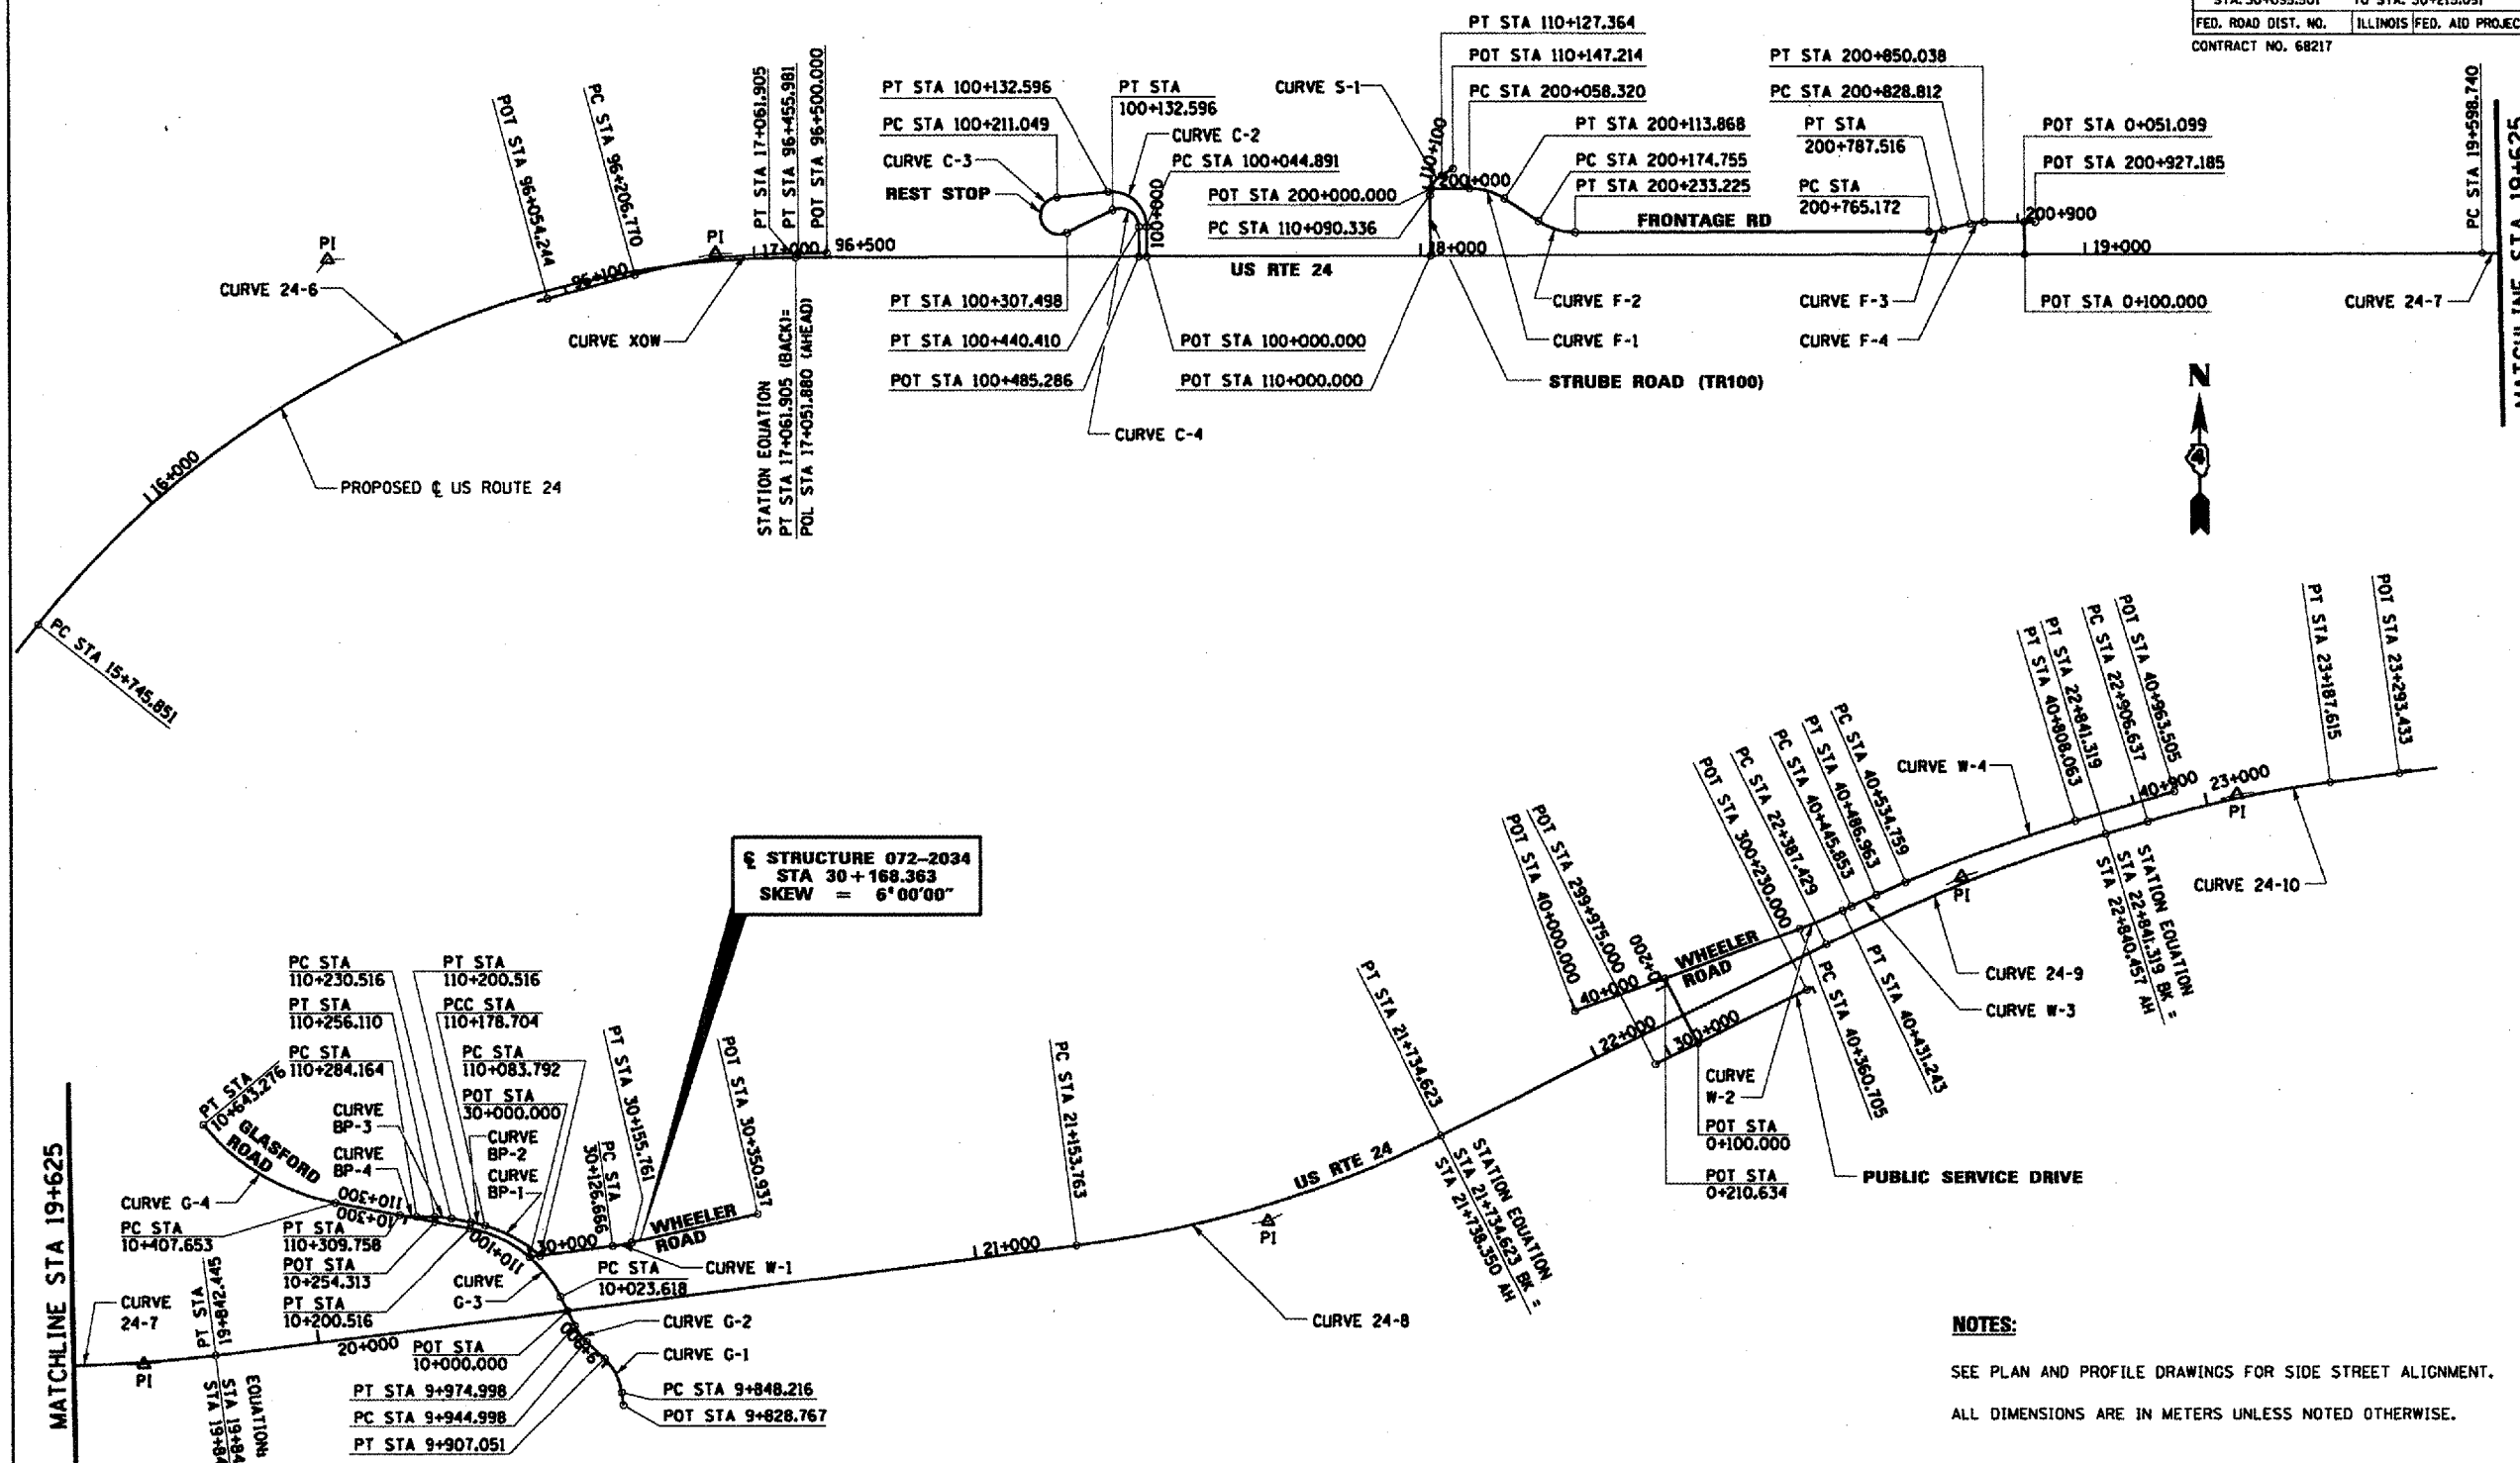 FED. ROAD DIST. NO. ILLINOIS FED. AID PROJEC
CONTRACT NO. 68217
POT STA 96+054.244
PC STA 96+206.770
PT STA 17+061.905
PT STA 96+455.981
POT STA 96+500.000
PT STA 100+132.596
PC STA 100+211.049
CURVE C-3
REST STOP
PT STA
100+132.596
CURVE C-2
PC STA 100+044.891
CURVE S-1
POT STA 200+000.000
PC STA 110+090.336
PT STA 110+127.364
POT STA 110+147.214
PC STA 200+058.320
PT STA 200+113.868
PC STA 200+174.755
PT STA 200+233.225
PT STA 200+850.038
PC STA 200+828.812
PT STA
200+787.516
PC STA
200+765.172
POT STA 0+051.099
POT STA 200+927.185
PC STA 19+598.740
MATCHLINE STA 19+625
PI
CURVE 24-6
96+100
PI
17+000
96+500
100+000
110+100
200+000
18+000
FRONTAGE RD
200+900
19+000
US RTE 24
CURVE XOW
PT STA 100+307.498
PT STA 100+440.410
POT STA 100+485.286
POT STA 100+000.000
POT STA 110+000.000
CURVE C-4
CURVE F-2
CURVE F-1
STRUBE ROAD (TR100)
CURVE F-3
CURVE F-4
POT STA 0+100.000
CURVE 24-7
STATION EQUATION
PT STA 17+061.905 (BACK)=
POL STA 17+051.880 (AHEAD)
16+000
PROPOSED ℄ US ROUTE 24
PC STA 15+745.851
N
4
℄ STRUCTURE 072-2034
STA 30+168.363
SKEW = 6°00'00"
PT STA 40+808.063
PT STA 22+841.319
PC STA 22+906.637
POT STA 40+963.505
PT STA 23+187.615
POT STA 23+293.433
POT STA 40+000.000
POT STA 299+975.000
POT STA 300+230.000
PC STA 22+387.429
PC STA 40+445.853
PT STA 40+486.963
PC STA 40+534.759
CURVE W-4
40+900
23+000
PI
CURVE 24-10
STATION EQUATION
STA 22+841.319 BK =
STA 22+840.457 AH
PI
CURVE 24-9
CURVE W-3
0+200
WHEELER
ROAD
40+000
22+000
300+000
CURVE
W-2
PC STA 40+360.705
PT STA 40+431.243
POT STA
0+100.000
POT STA
0+210.634
PUBLIC SERVICE DRIVE
PT STA 21+734.623
STATION EQUATION
STA 21+734.623 BK =
STA 21+738.350 AH
US RTE 24
PI
CURVE 24-8
PC STA 21+153.763
21+000
PC STA
110+230.516
PT STA
110+256.110
PC STA
110+284.164
PT STA
110+200.516
PCC STA
110+178.704
PC STA
110+083.792
POT STA
30+000.000
PT STA
10+643.276
GLASFORD
ROAD
CURVE
BP-3
CURVE
BP-4
CURVE
BP-2
CURVE
BP-1
PC STA
30+126.666
PT STA 30+155.761
POT STA 30+350.937
WHEELER
ROAD
30+000
CURVE W-1
CURVE G-4
PC STA
10+407.653
110+300
10+300
110+100
PT STA
110+309.758
POT STA
10+254.313
PT STA
10+200.516
CURVE
G-3
PC STA
10+023.618
CURVE G-2
CURVE G-1
PC STA 9+848.216
POT STA 9+828.767
9+900
POT STA
10+000.000
PT STA 9+974.998
PC STA 9+944.998
PT STA 9+907.051
20+000
MATCHLINE STA 19+625
CURVE
24-7
PI
PT STA
19+842.445
EQUATION:
NOTES:
SEE PLAN AND PROFILE DRAWINGS FOR SIDE STREET ALIGNMENT.
ALL DIMENSIONS ARE IN METERS UNLESS NOTED OTHERWISE.